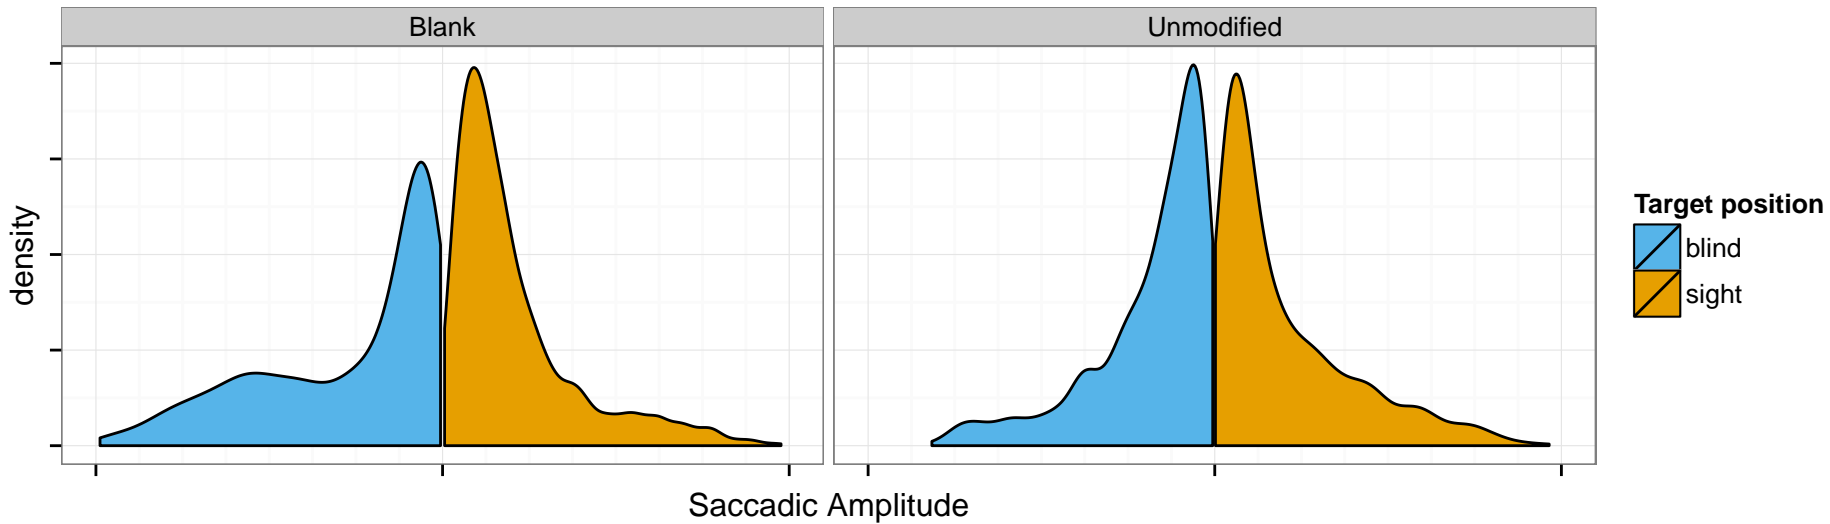 Blank
Unmodified
density
Saccadic Amplitude
Target position
blind
sight